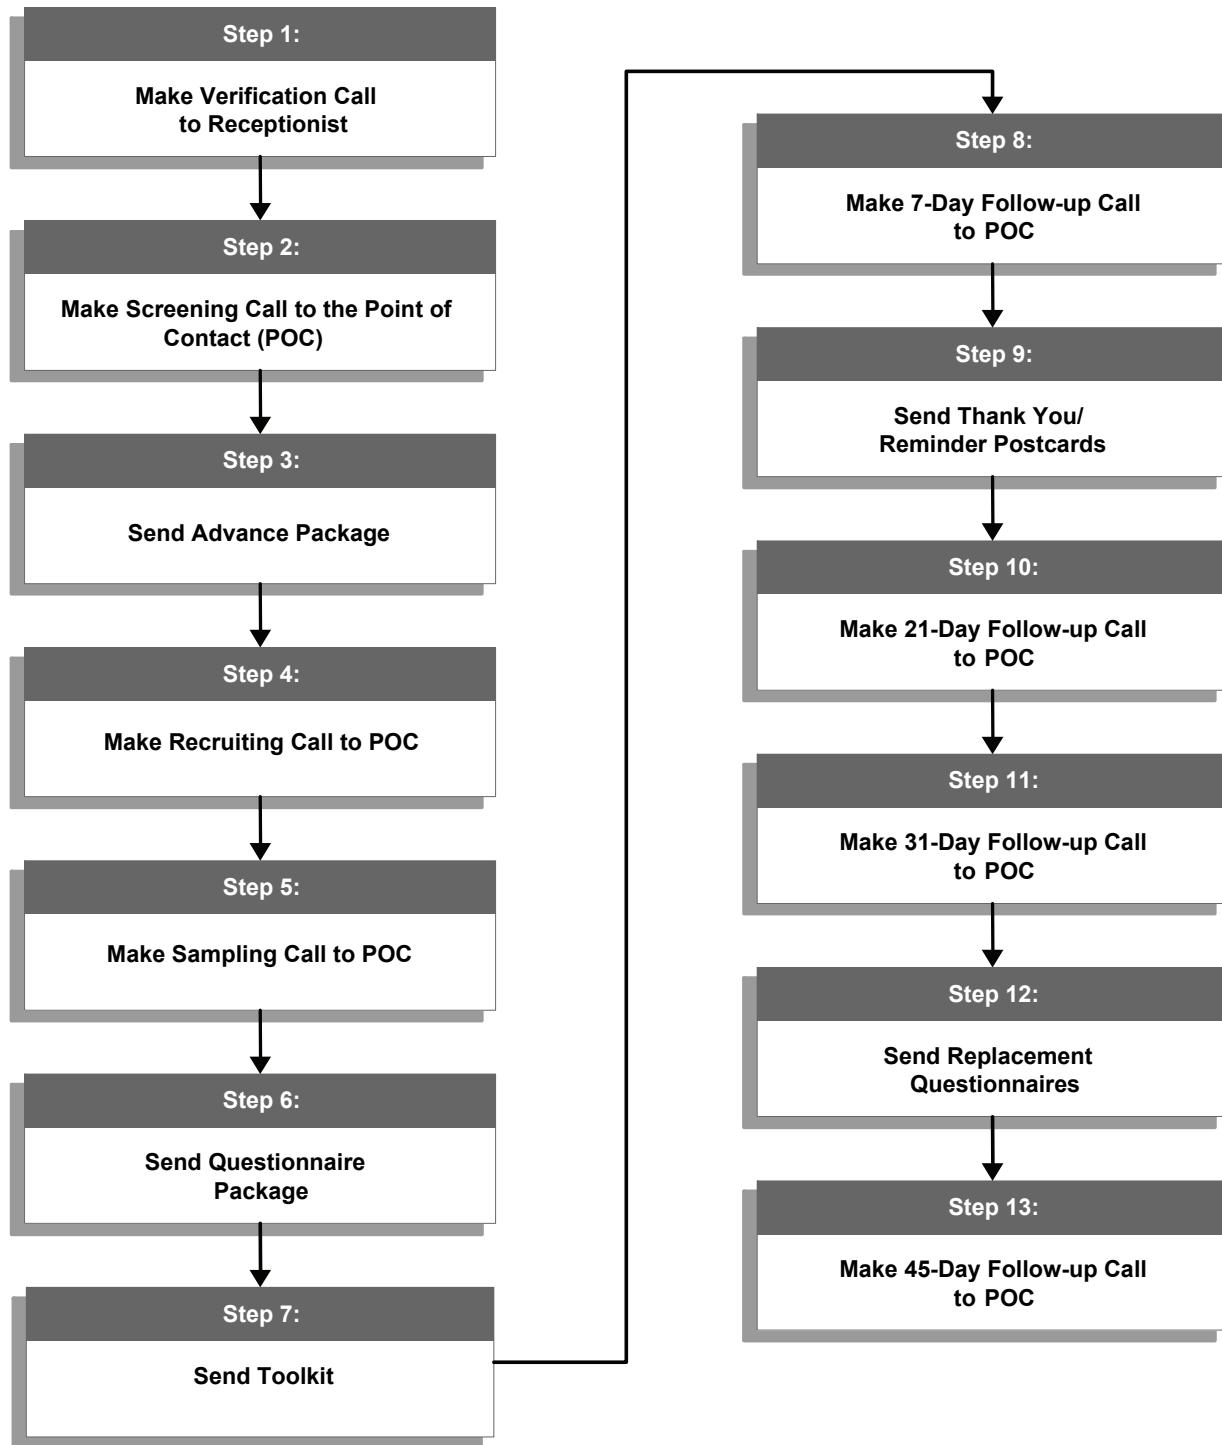 Step 1:
Make Verification Call
to Receptionist
Step 2:
Make Screening Call to the Point of
Contact (POC)
Step 3:
Send Advance Package
Step 4:
Make Recruiting Call to POC
Step 5:
Make Sampling Call to POC
Step 6:
Send Questionnaire
Package
Step 7:
Send Toolkit
Step 8:
Make 7-Day Follow-up Call
to POC
Step 9:
Send Thank You/
Reminder Postcards
Step 10:
Make 21-Day Follow-up Call
to POC
Step 11:
Make 31-Day Follow-up Call
to POC
Step 12:
Send Replacement
Questionnaires
Step 13:
Make 45-Day Follow-up Call
to POC